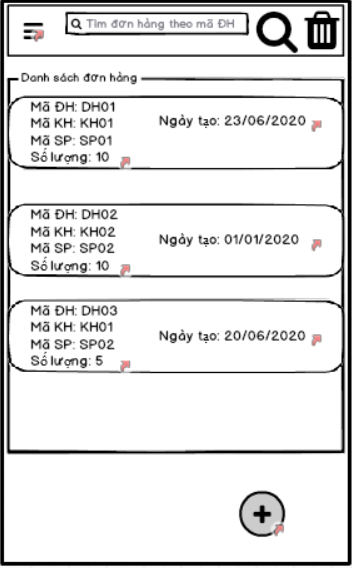 Tìm đơn hàng theo mã ĐH
Danh sách đơn hàng
Mã ĐH: DH01
Mã KH: KH01
Mã SP: SP01
Số lượng: 10
Ngày tạo: 23/06/2020
Mã ĐH: DH02
Mã KH: KH02
Mã SP: SP02
Số lượng: 10
Ngày tạo: 01/01/2020
Mã ĐH: DH03
Mã KH: KH01
Mã SP: SP02
Số lượng: 5
Ngày tạo: 20/06/2020